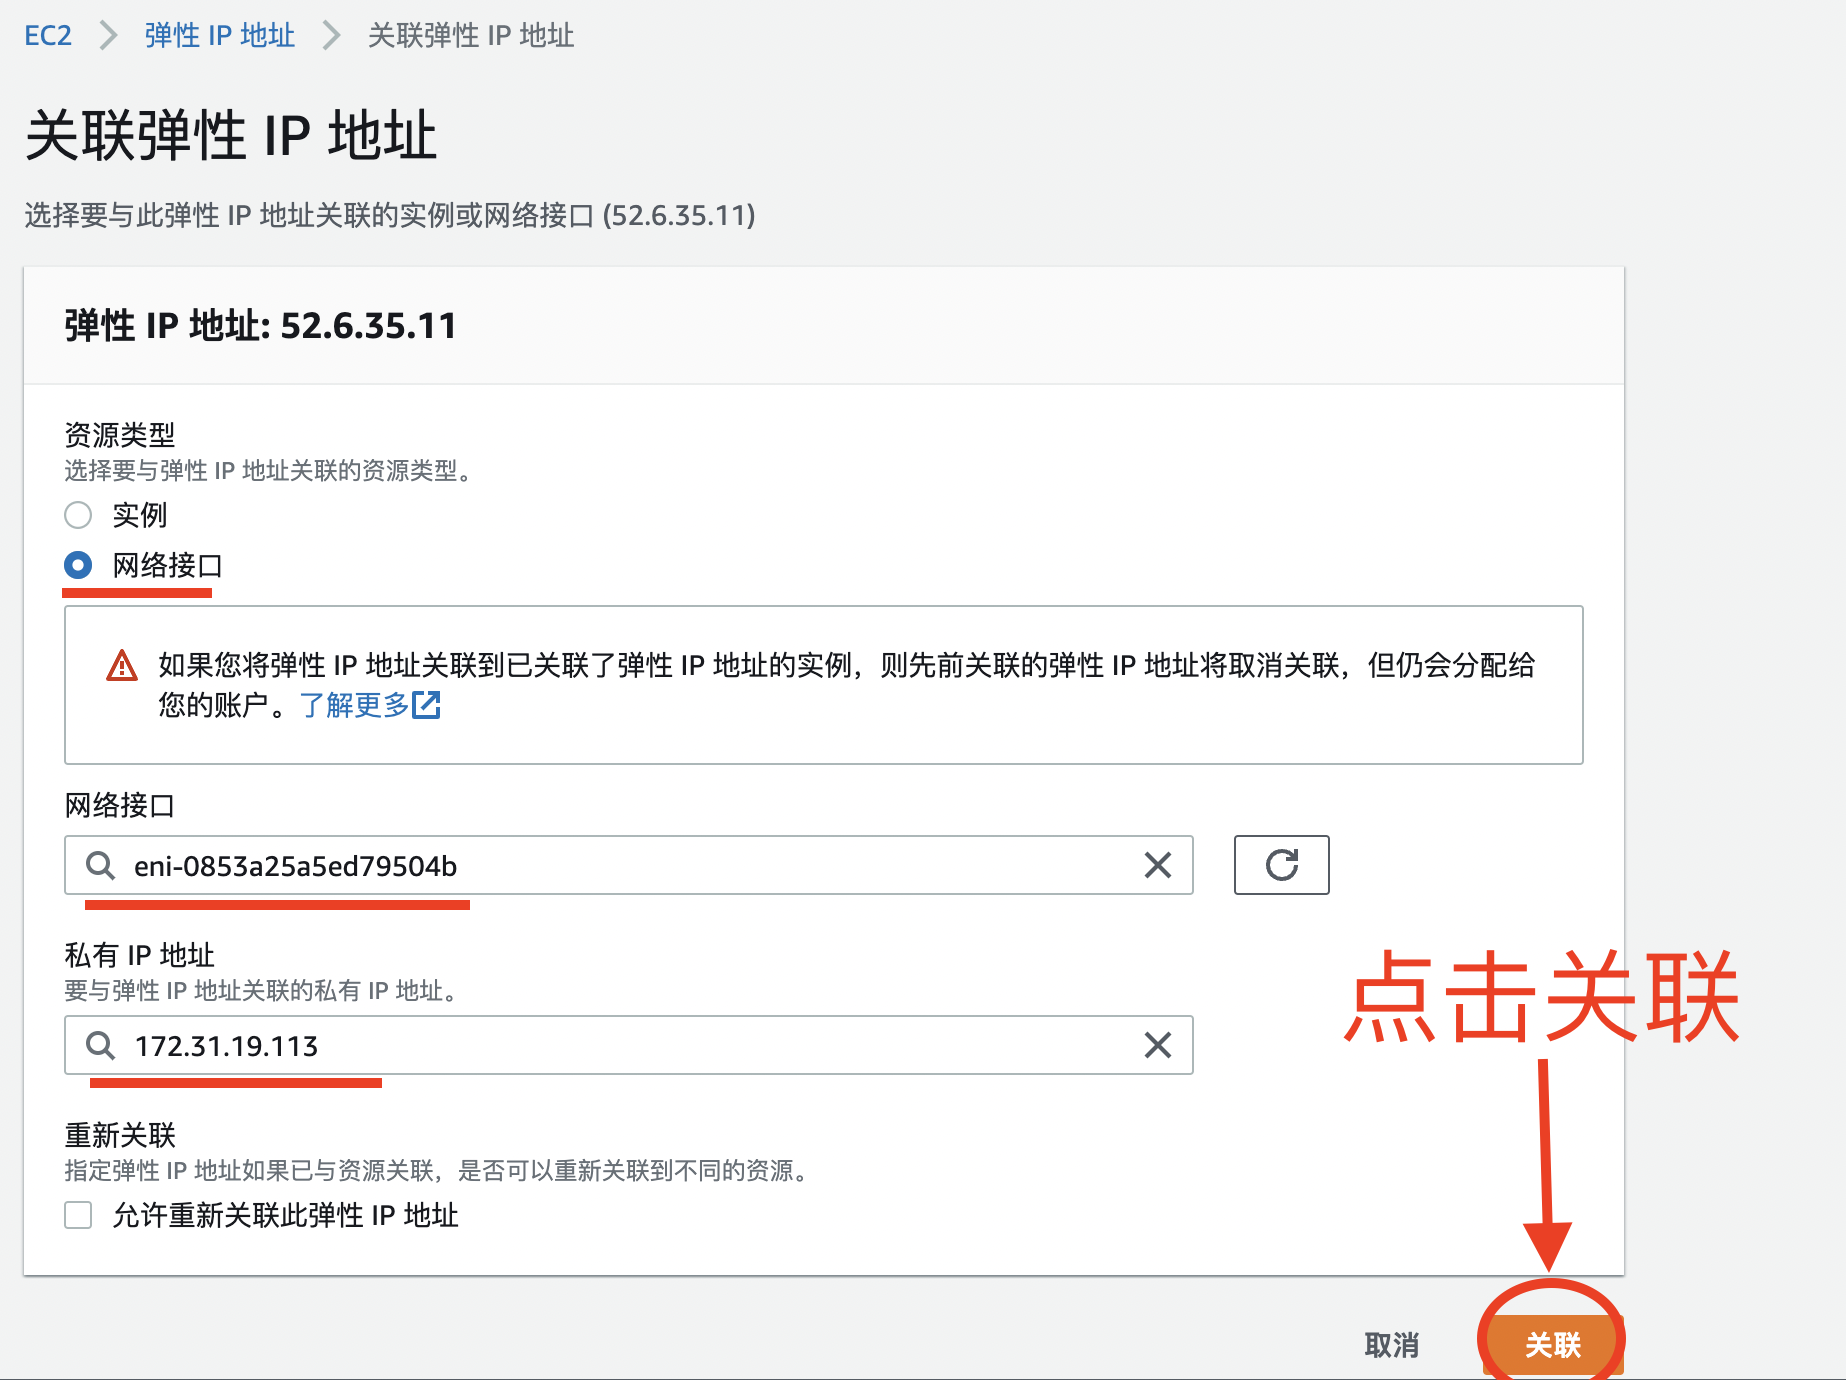 EC2 > 弹性 IP 地址 > 关联弹性 IP 地址
关联弹性 IP 地址
选择要与此弹性 IP 地址关联的实例或网络接口 (52.6.35.11)
弹性 IP 地址: 52.6.35.11
资源类型
选择要与弹性 IP 地址关联的资源类型。
实例
网络接口
如果您将弹性 IP 地址关联到已关联了弹性 IP 地址的实例，则先前关联的弹性 IP 地址将取消关联，但仍会分配给
您的账户。了解更多
网络接口
eni-0853a25a5ed79504b
私有 IP 地址
要与弹性 IP 地址关联的私有 IP 地址。
172.31.19.113
点击关联
重新关联
指定弹性 IP 地址如果已与资源关联，是否可以重新关联到不同的资源。
允许重新关联此弹性 IP 地址
取消
关联